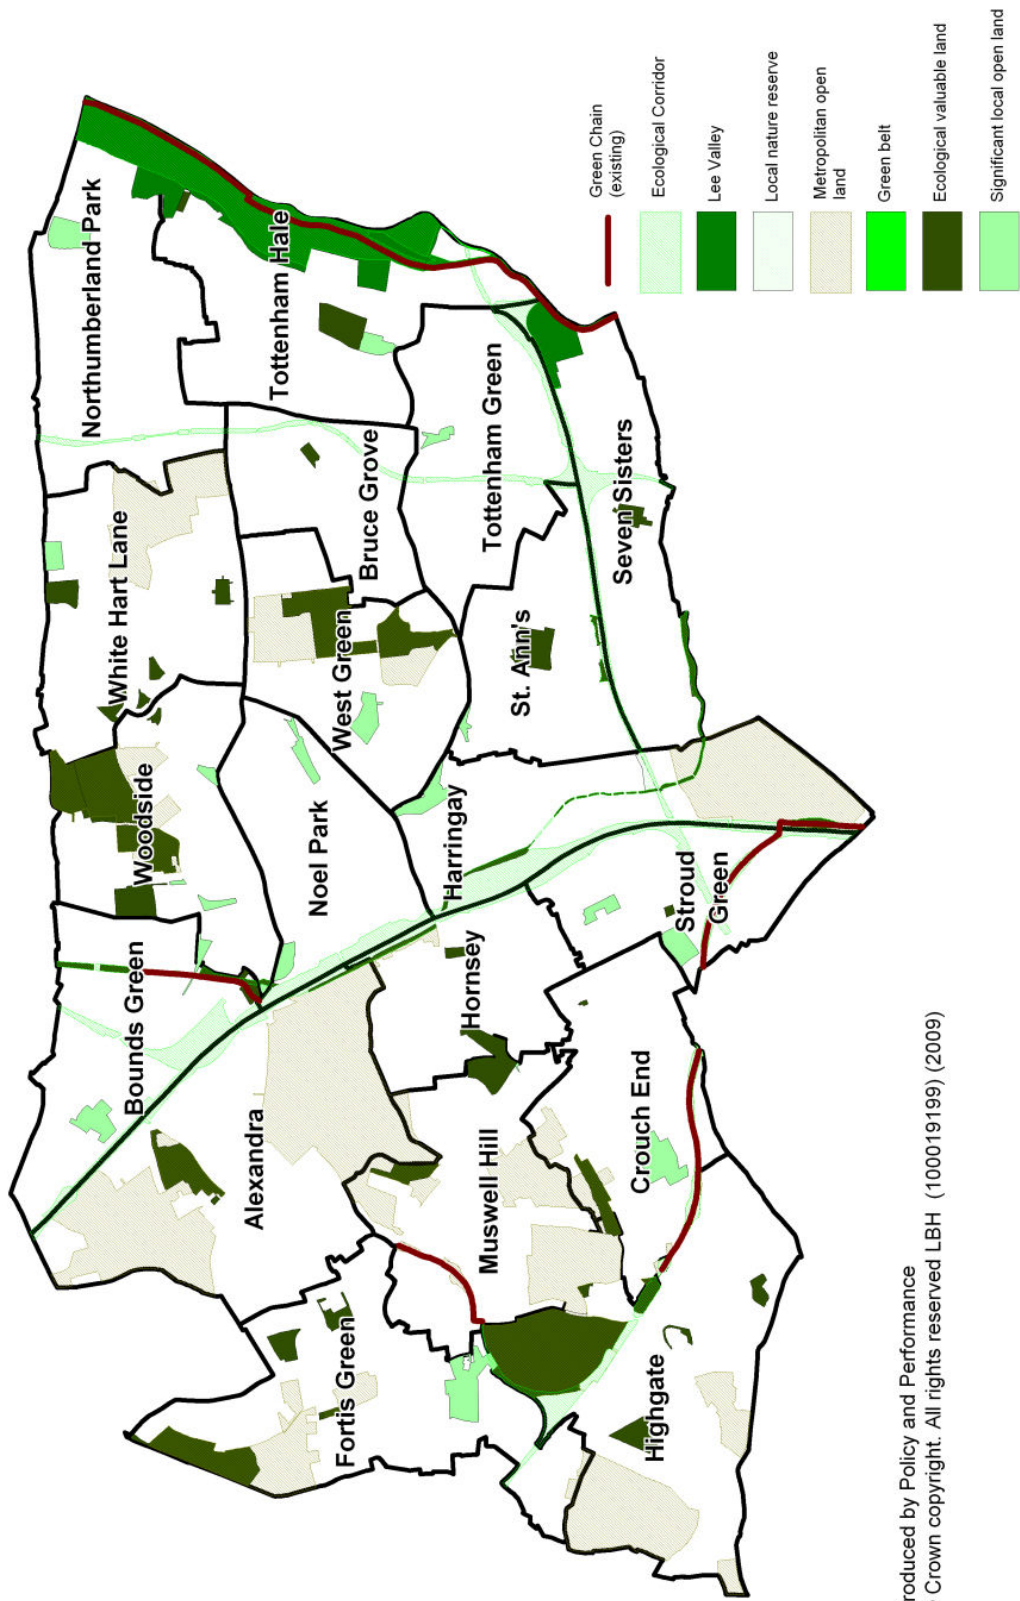 Northumberland Park
Tottenham Hale
White Hart Lane
Bruce Grove
Tottenham Green
Seven Sisters
West Green
St. Ann's
Woodside
Noel Park
Harringay
Bounds Green
Stroud
Green
Hornsey
Alexandra
Muswell Hill
Crouch End
Fortis Green
Highgate
Green Chain
(existing)
Ecological Corridor
Lee Valley
Local nature reserve
Metropolitan open
land
Green belt
Ecological valuable land
Significant local open land
roduced by Policy and Performance
Crown copyright. All rights reserved LBH (100019199) (2009)